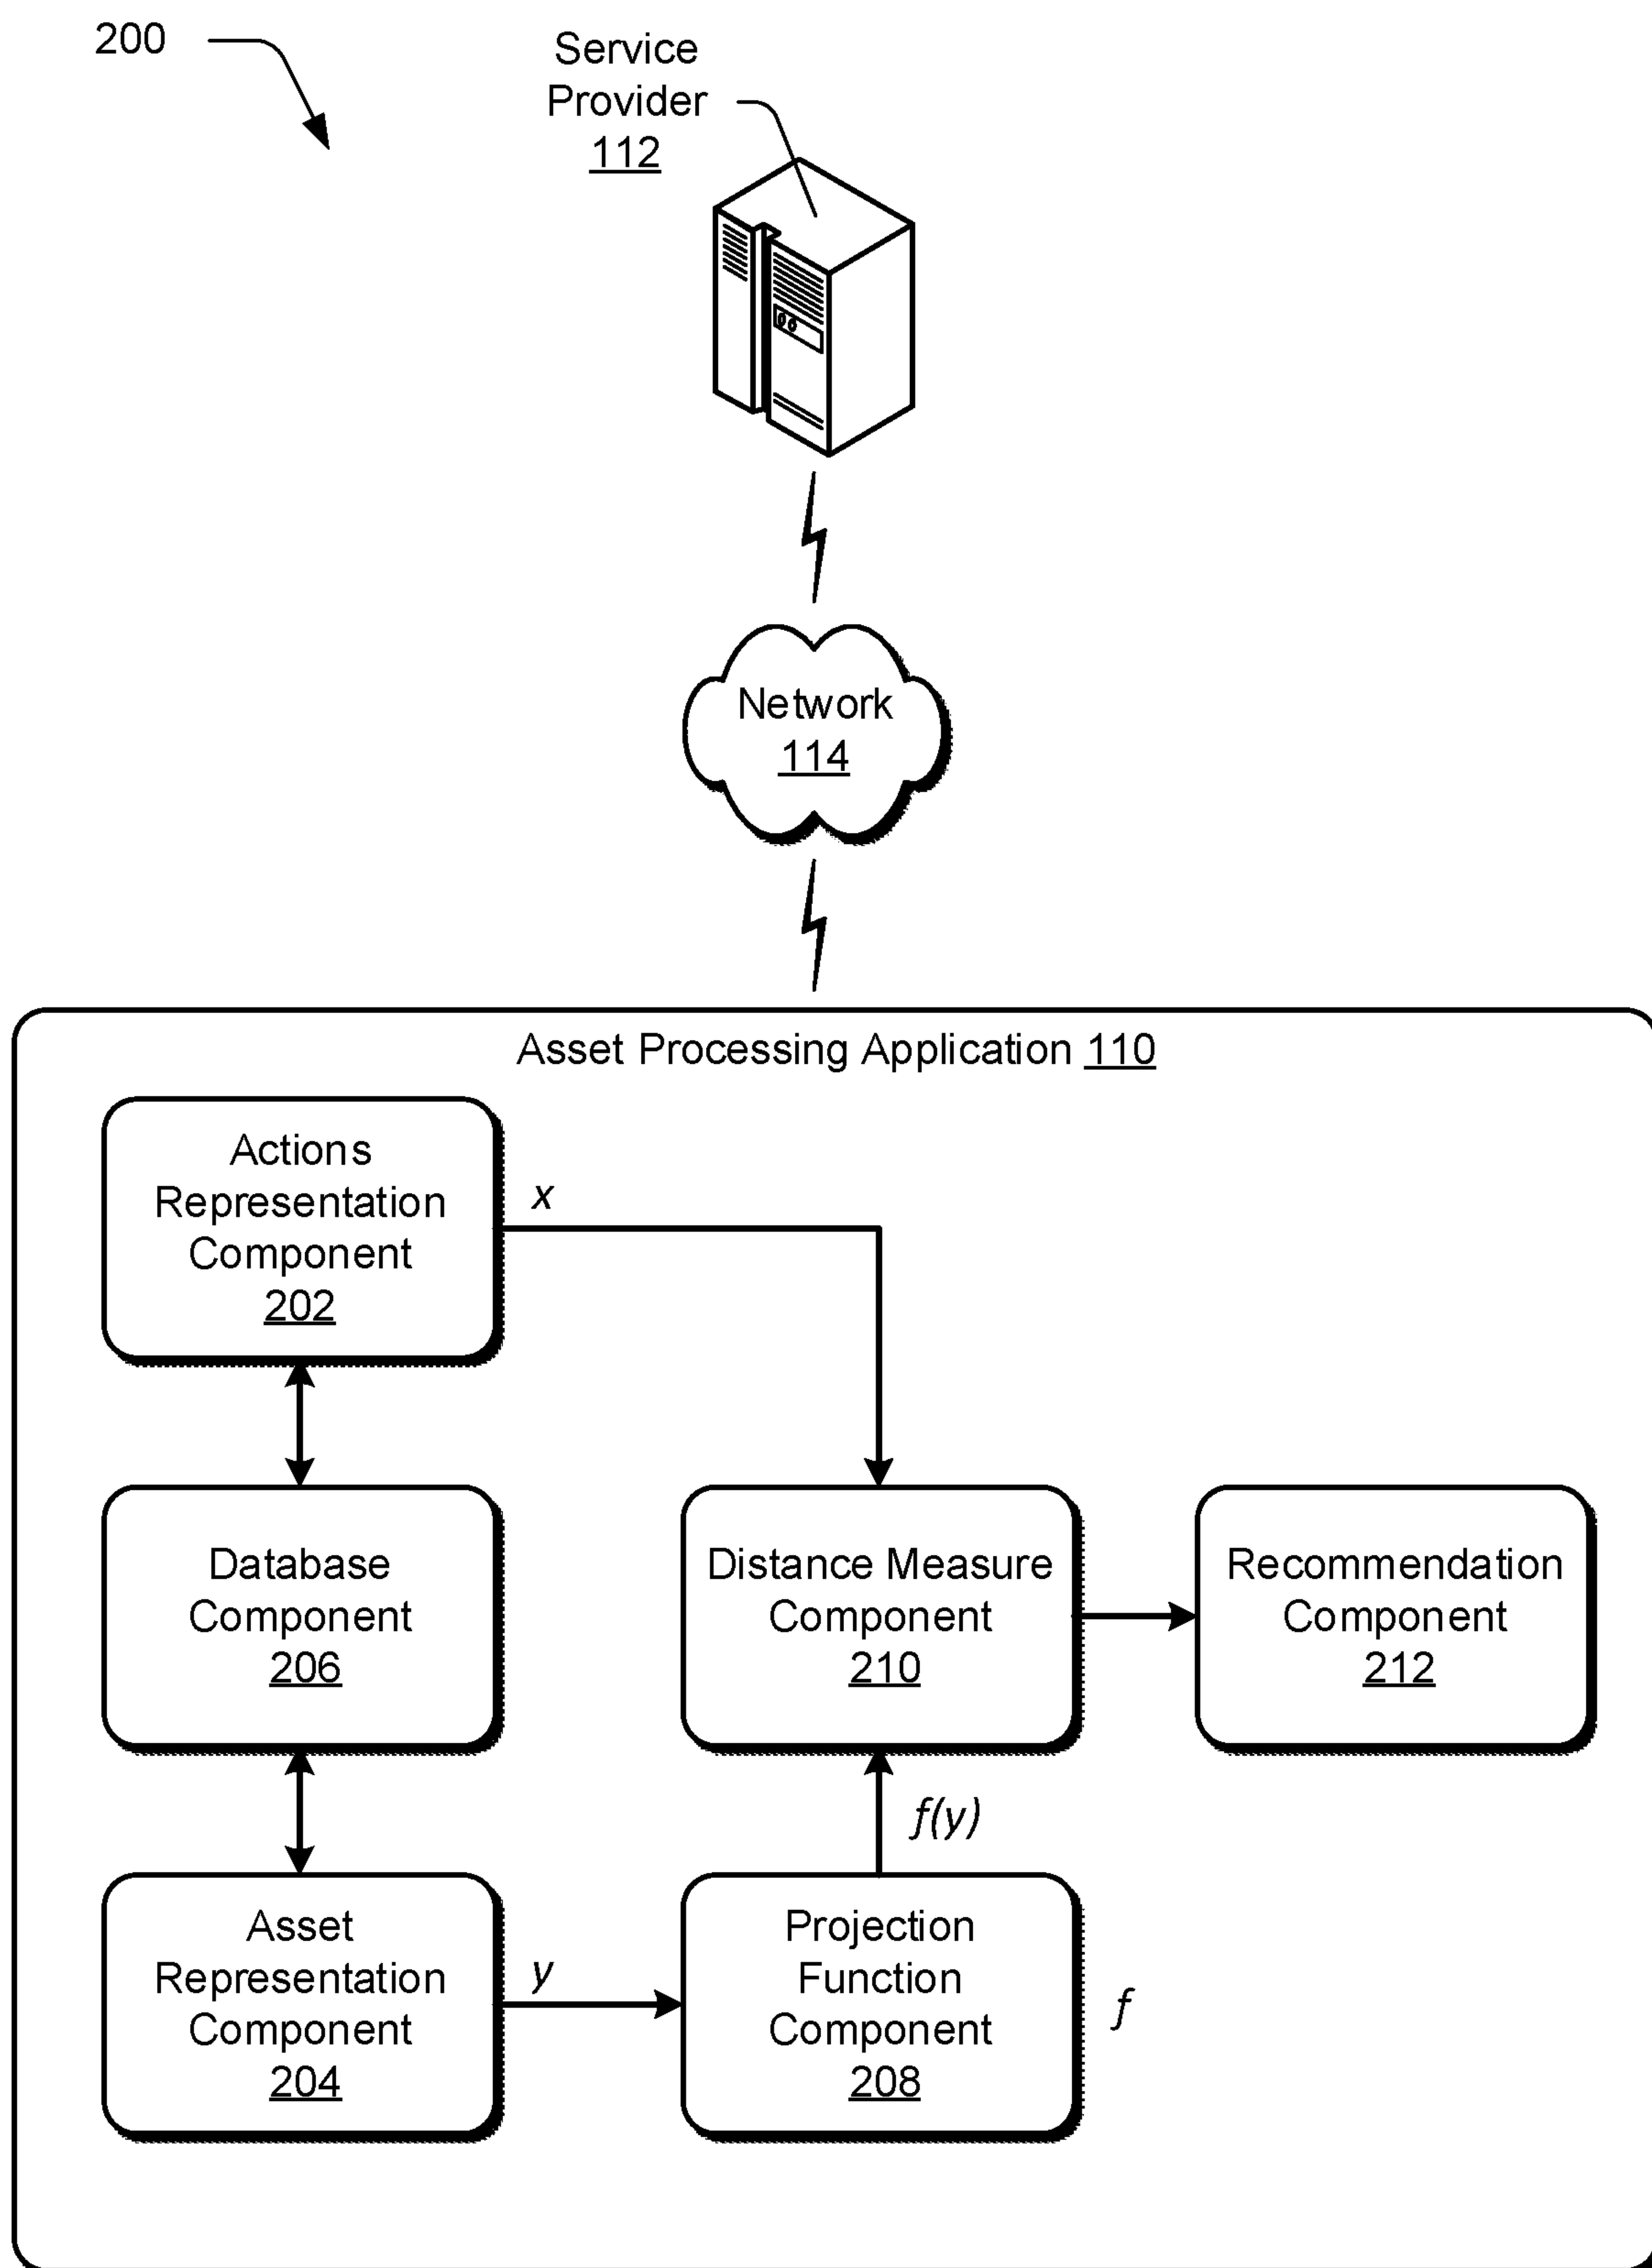 200
Service
Provider
112
Network
114
Asset Processing Application 110
Actions
Representation
Component
202
x
Database
Component
206
Distance Measure
Component
210
Recommendation
Component
212
f(y)
Asset
Representation
Component
204
y
Projection
Function
Component
208
f